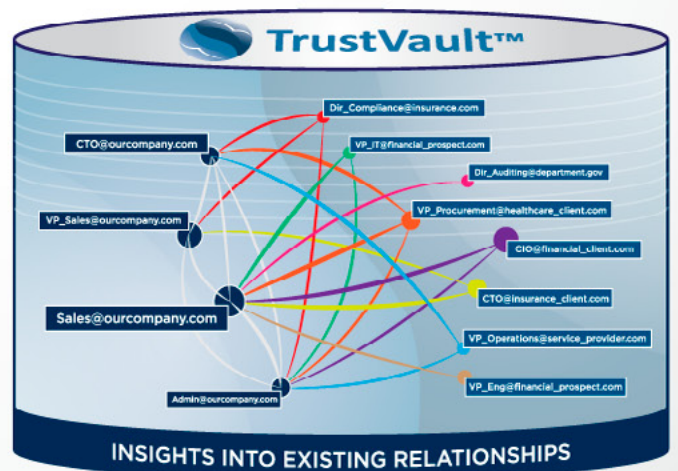 TrustVault™
Dir_Compliance@insurance.com
CTO@ourcompany.com
VP_IT@financial_prospect.com
Dir_Auditing@department.gov
VP_Procurement@healthcare_client.com
VP_Sales@ourcompany.com
CIO@financial_client.com
CTO@insurance_client.com
Sales@ourcompany.com
VP_Operations@service_provider.com
VP_Eng@financial_prospect.com
Admin@ourcompany.com
INSIGHTS INTO EXISTING RELATIONSHIPS